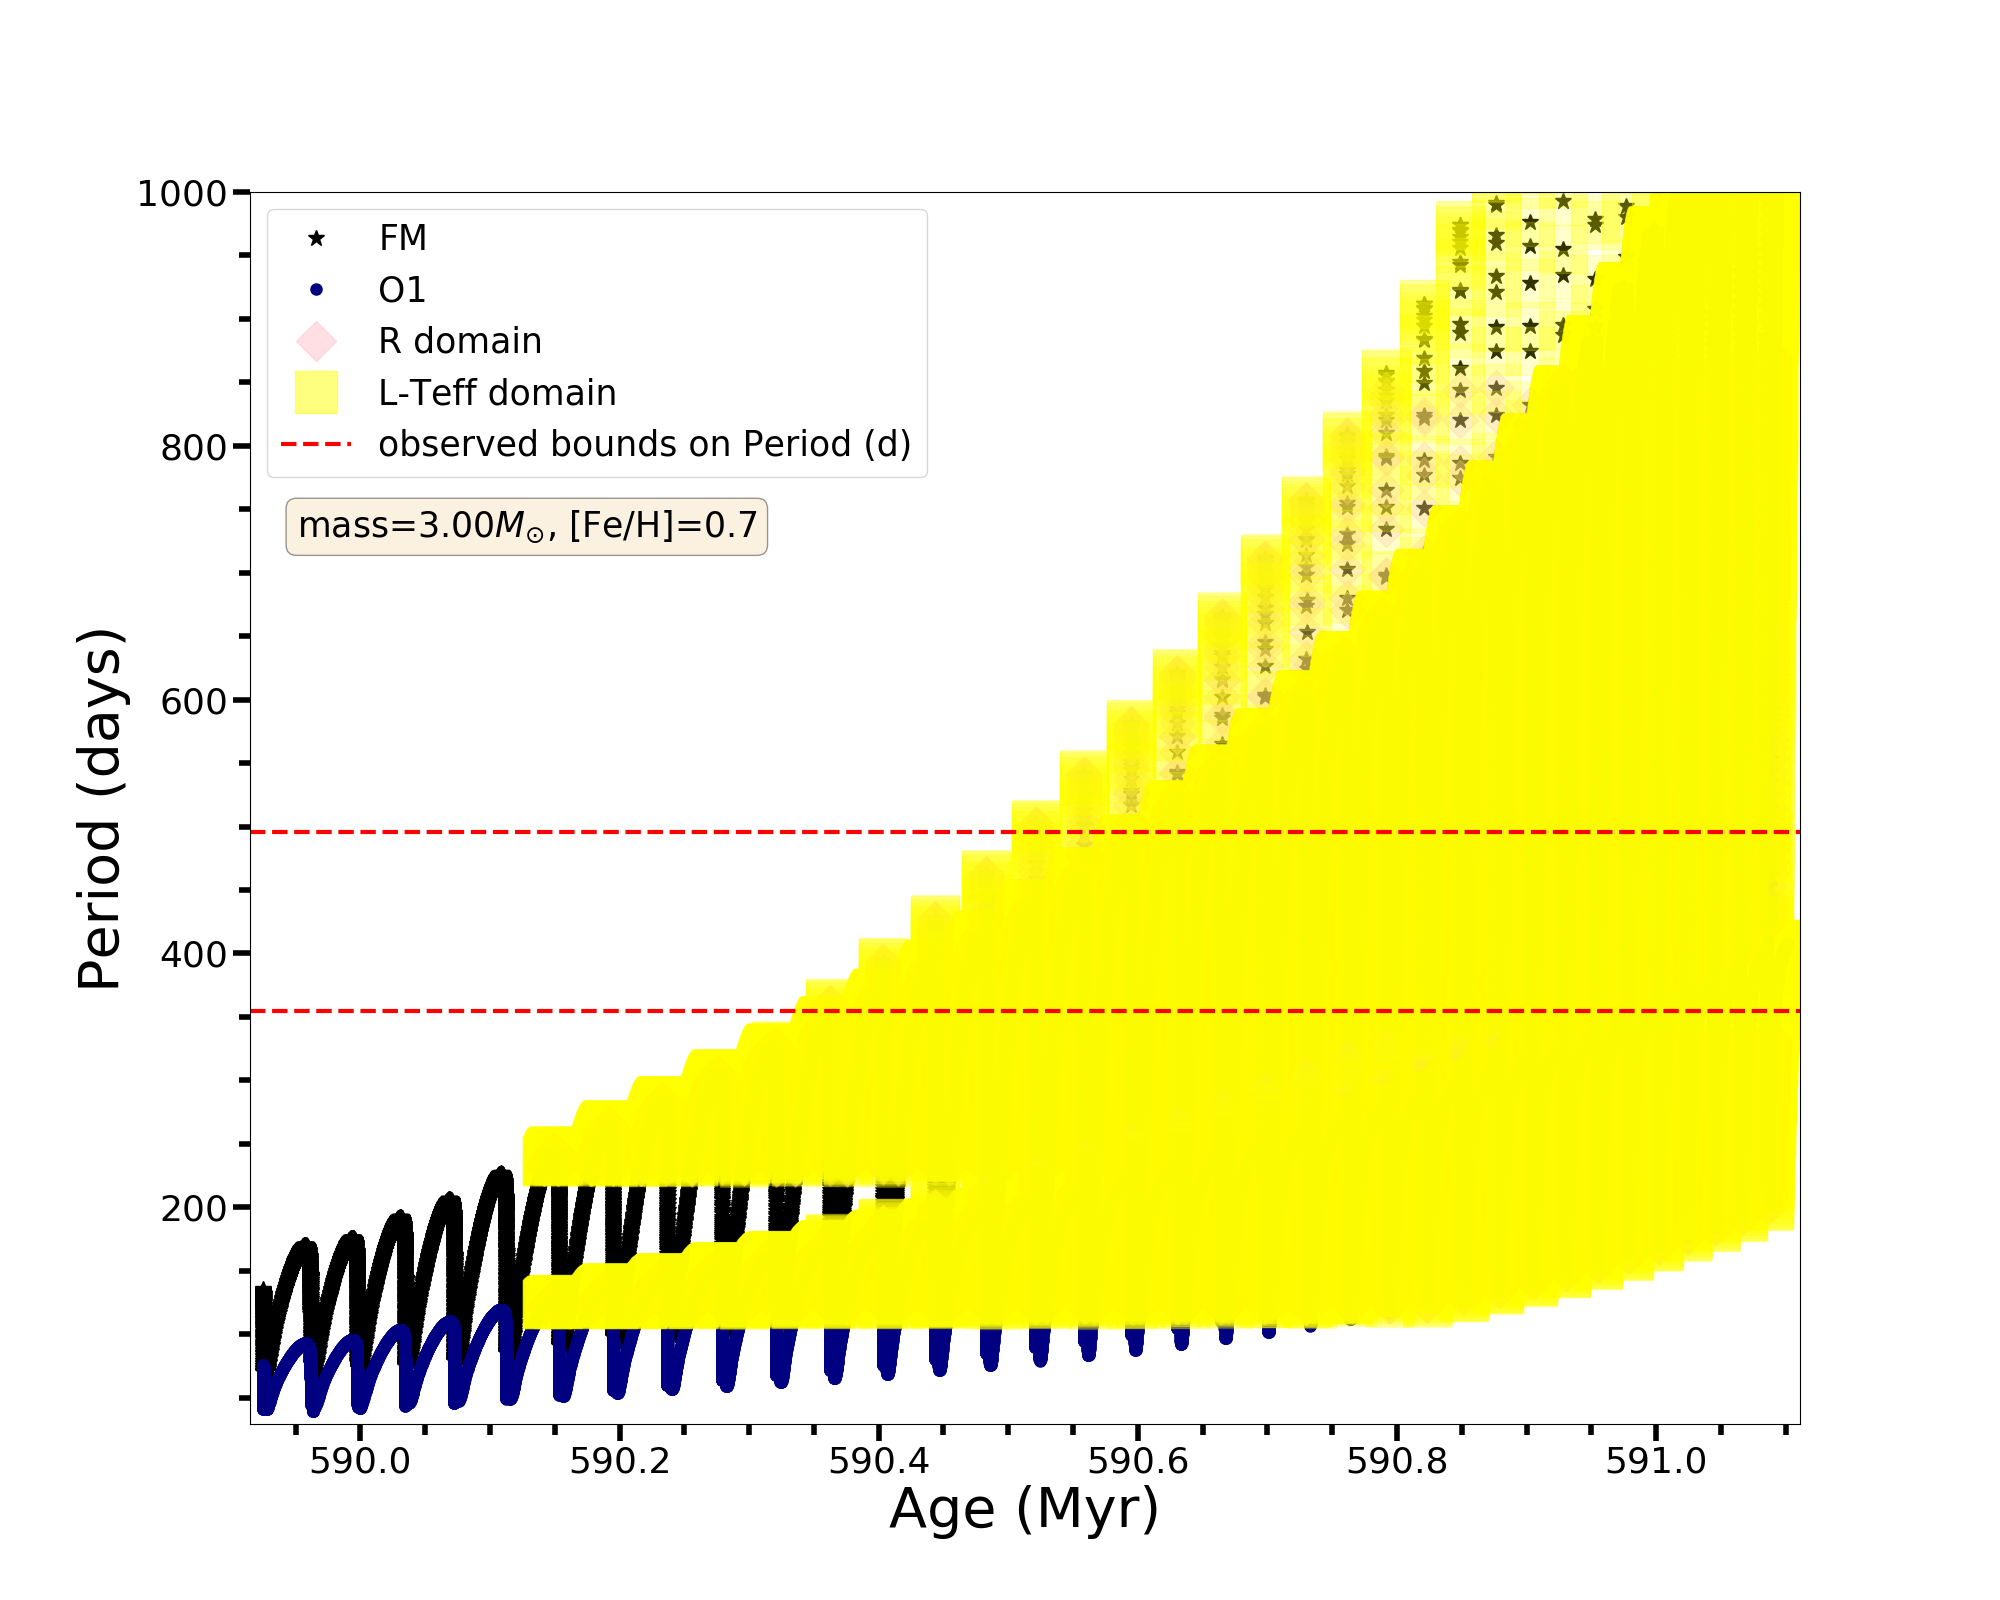 FM
O1
R domain
L-Teff domain
observed bounds on Period (d)
mass=3.00M☉, [Fe/H]=0.7
Period (days)
1000
800
600
400
200
590.0 590.2 590.4 590.6 590.8 591.0
Age (Myr)